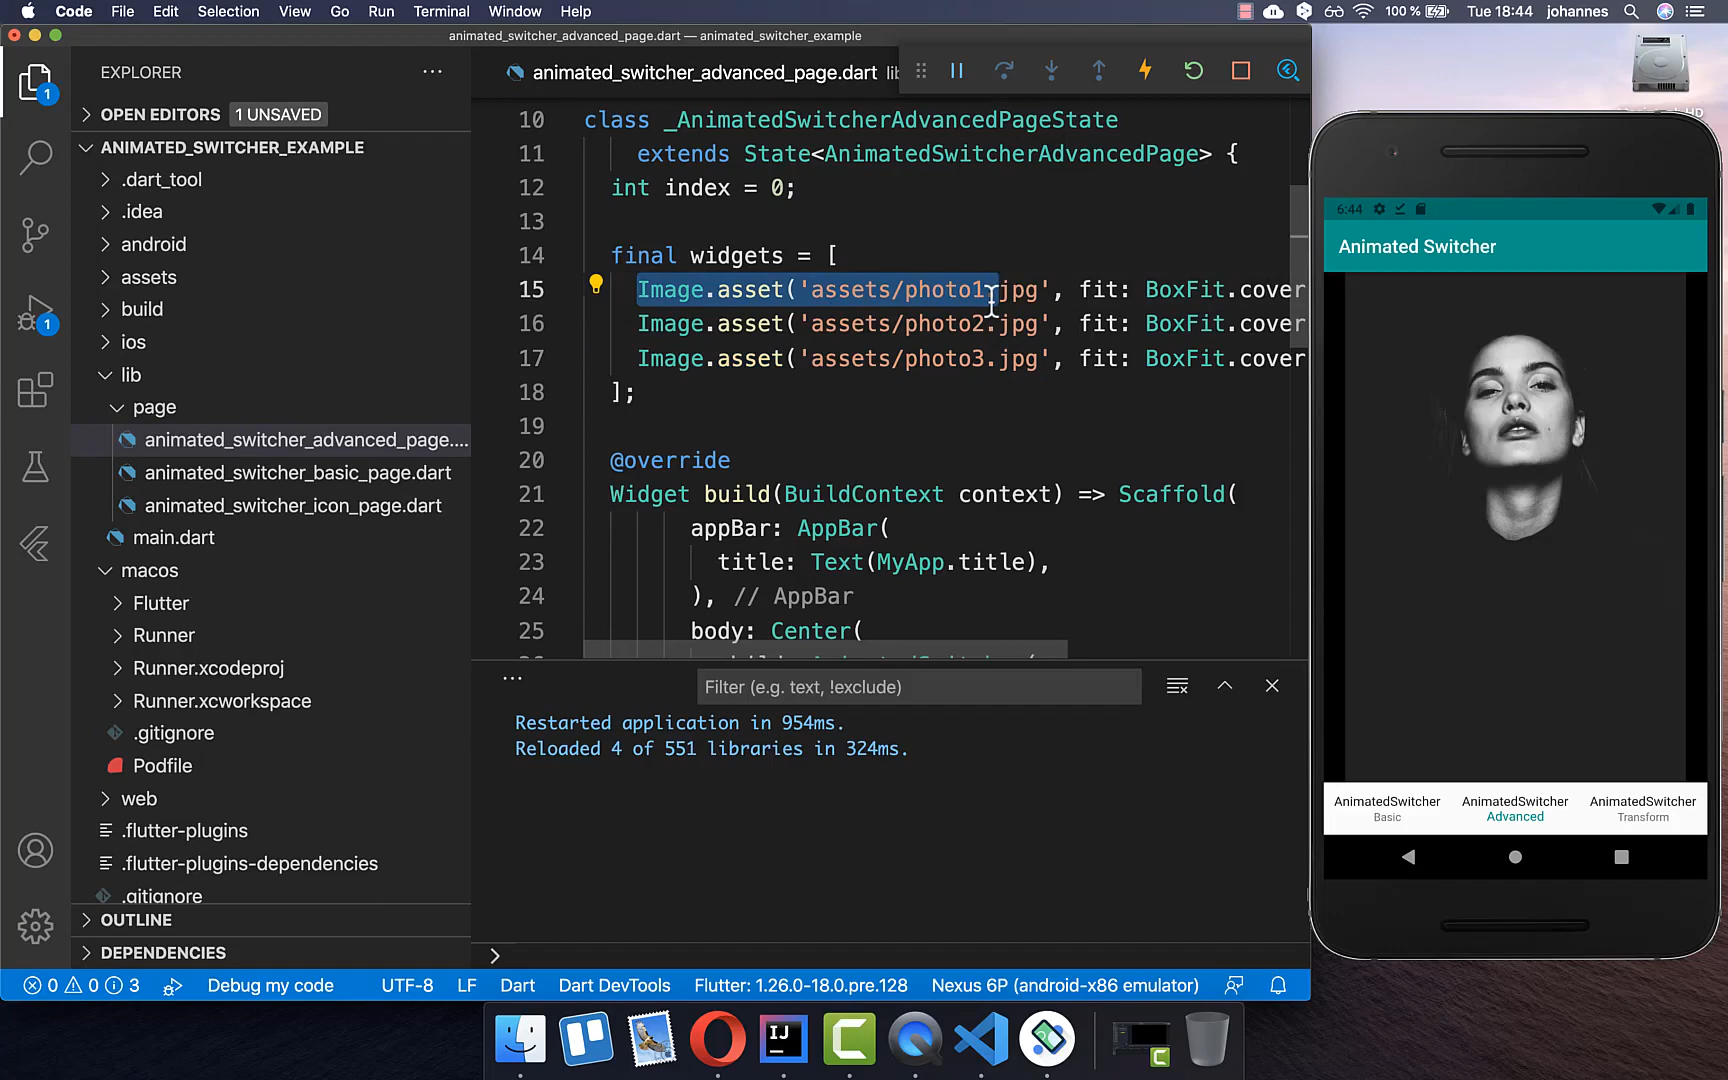 Code File Edit Selection View Go Run Terminal Window Help 100 % Tue 18:44 johannes
animated_switcher_advanced_page.dart — animated_switcher_example
EXPLORER
OPEN EDITORS 1 UNSAVED
ANIMATED_SWITCHER_EXAMPLE
.dart_tool
.idea
android
assets
build
ios
lib
page
animated_switcher_advanced_page....
animated_switcher_basic_page.dart
animated_switcher_icon_page.dart
main.dart
macos
Flutter
Runner
Runner.xcodeproj
Runner.xcworkspace
.gitignore
Podfile
web
.flutter-plugins
.flutter-plugins-dependencies
.gitignore
OUTLINE
DEPENDENCIES
1
1
animated_switcher_advanced_page.dart lib
10 class _AnimatedSwitcherAdvancedPageState
11 extends State<AnimatedSwitcherAdvancedPage> {
12 int index = 0;
13
14 final widgets = [
15 Image.asset('assets/photo1.jpg', fit: BoxFit.cover
16 Image.asset('assets/photo2.jpg', fit: BoxFit.cover
17 Image.asset('assets/photo3.jpg', fit: BoxFit.cover
18 ];
19
20 @override
21 Widget build(BuildContext context) => Scaffold(
22 appBar: AppBar(
23 title: Text(MyApp.title),
24 ), // AppBar
25 body: Center(
Filter (e.g. text, !exclude)
Restarted application in 954ms.
Reloaded 4 of 551 libraries in 324ms.
0 0 3 Debug my code UTF-8 LF Dart Dart DevTools Flutter: 1.26.0-18.0.pre.128 Nexus 6P (android-x86 emulator)
6:44
Animated Switcher
AnimatedSwitcher
Basic
AnimatedSwitcher
Advanced
AnimatedSwitcher
Transform
IJ